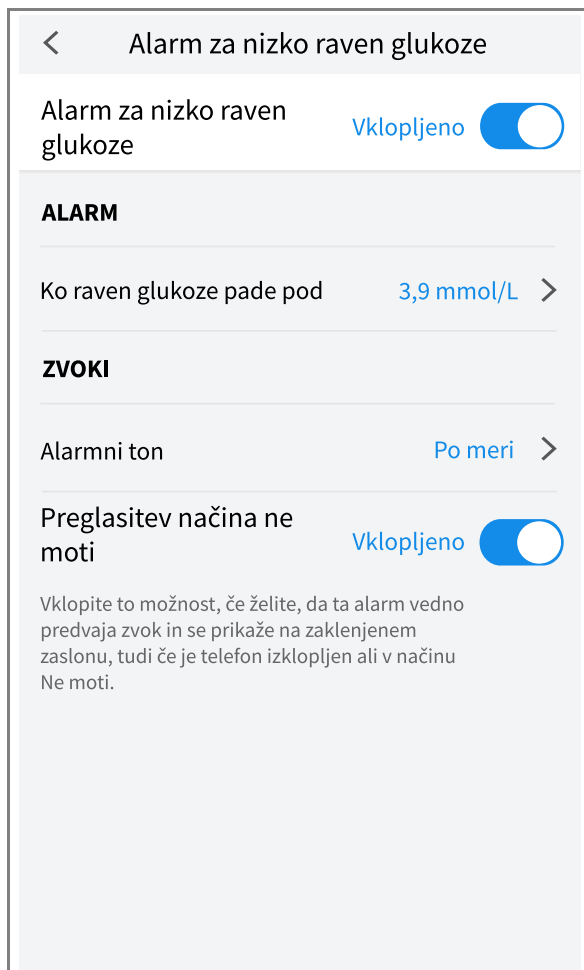 Alarm za nizko raven glukoze
Alarm za nizko raven
glukoze
Vklopljeno
ALARM
Ko raven glukoze pade pod 3,9 mmol/L
ZVOKI
Alarmni ton Po meri
Preglasitev načina ne
moti
Vklopljeno
Vklopite to možnost, če želite, da ta alarm vedno
predvaja zvok in se prikaže na zaklenjenem
zaslonu, tudi če je telefon izklopljen ali v načinu
Ne moti.